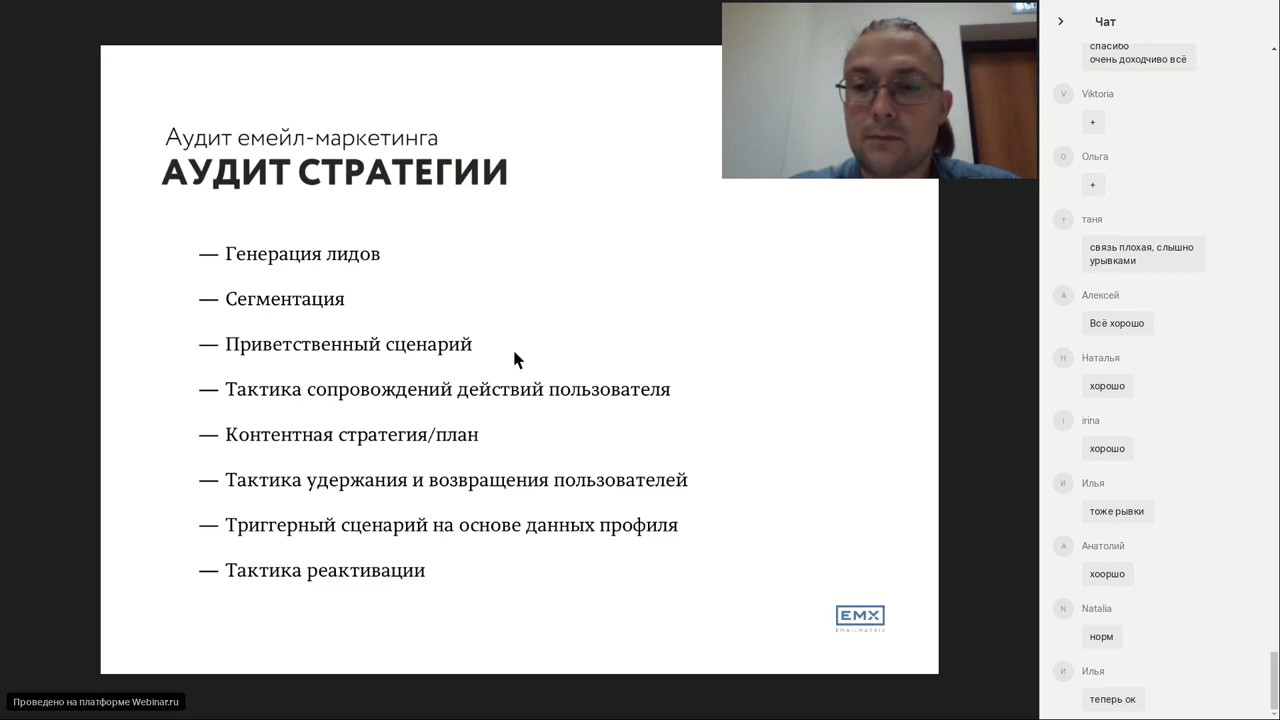 Аудит емейл-маркетинга
АУДИТ СТРАТЕГИИ
— Генерация лидов
— Сегментация
— Приветственный сценарий
— Тактика сопровождений действий пользователя
— Контентная стратегия/план
— Тактика удержания и возвращения пользователей
— Триггерный сценарий на основе данных профиля
— Тактика реактивации
EMX
EMAILMATRIX
Проведено на платформе Webinar.ru
Чат
спасибо
очень доходчиво всё
V
Viktoria
+
О
Ольга
+
т
таня
связь плохая, слышно
урывками
А
Алексей
Всё хорошо
Н
Наталья
хорошо
i
irina
хорошо
И
Илья
тоже рывки
А
Анатолий
хооршо
N
Natalia
норм
И
Илья
теперь ок